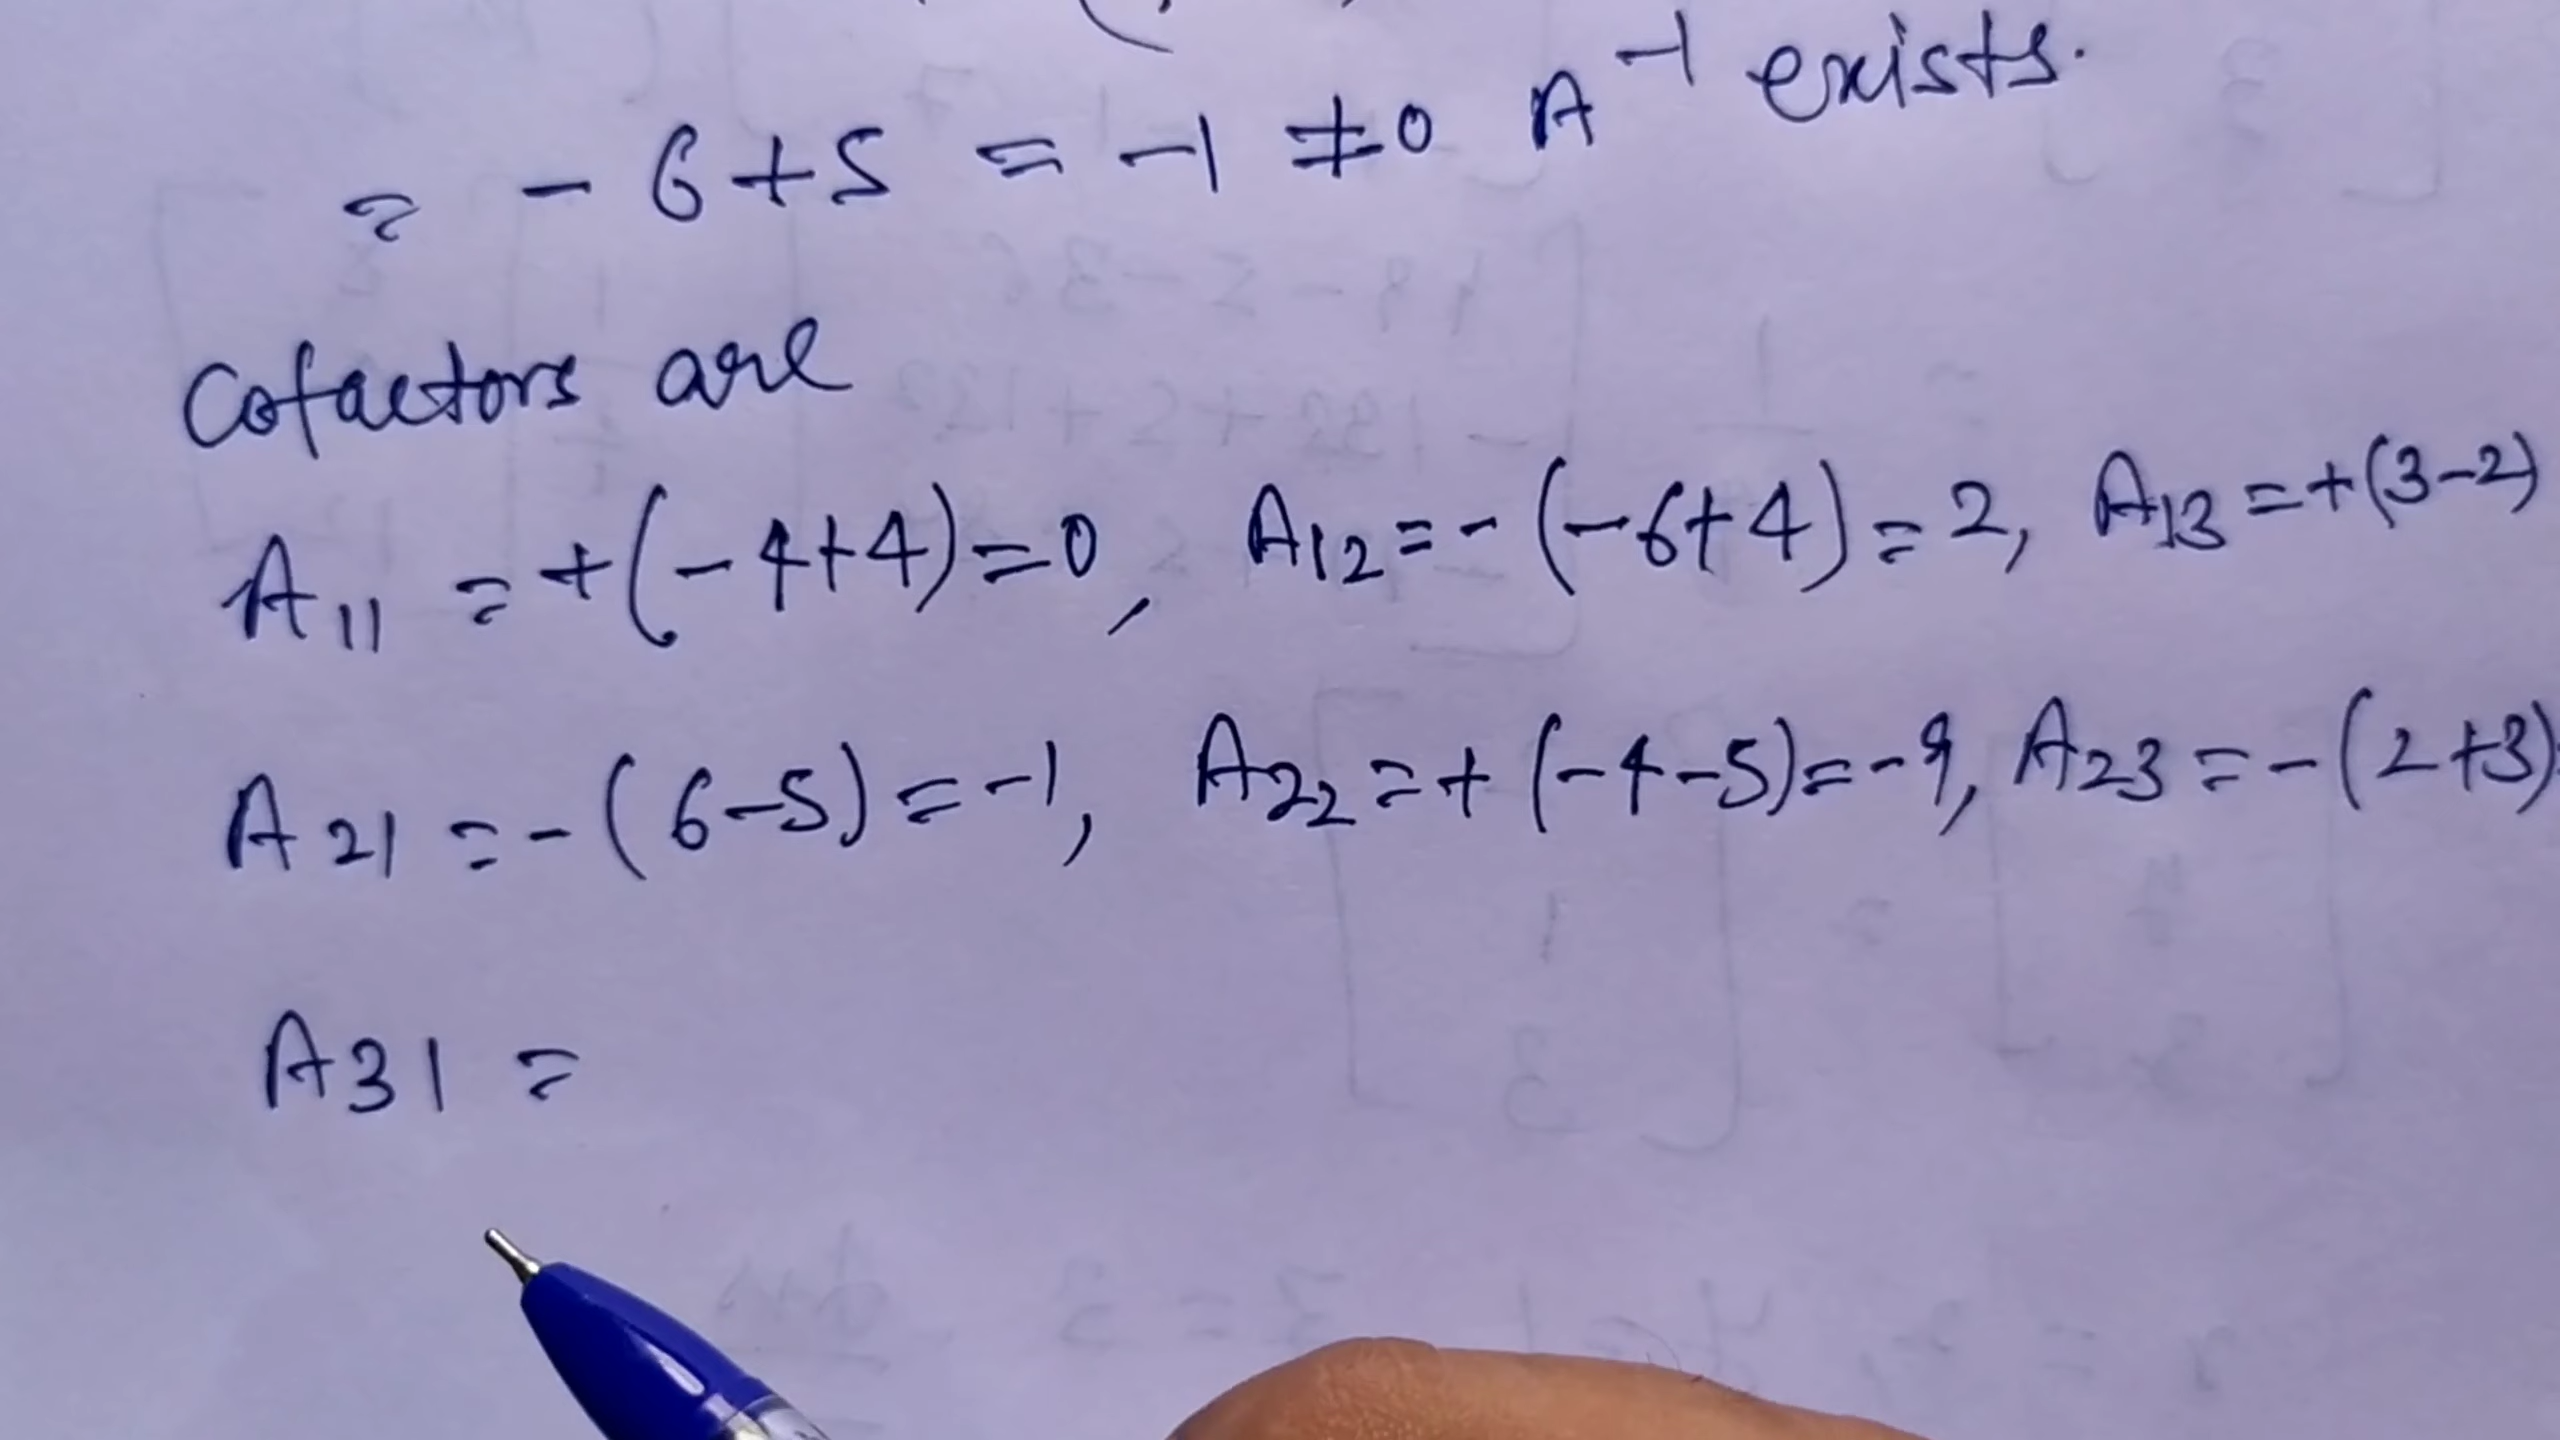 = - 6+5 = -1 ≠0 A⁻¹ exists.
Cofactors are
A₁₁ = +(-4+4)=0, A₁₂=-(-6+4)=2, A₁₃=+(3-2)
A₂₁ =-(6-5)=-1, A₂₂=+(-4-5)=-9, A₂₃=-(2+3)
A₃₁ =